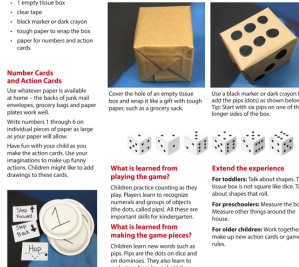 • 1 empty tissue box
• clear tape
• black marker or dark crayon
• tough paper to wrap the box
• paper for numbers and action
cards
Number Cards
and Action Cards
Use whatever paper is available
at home – the backs of junk mail
envelopes, grocery bags and paper
plates work well.
Write numbers 1 through 6 on
individual pieces of paper as large
as your paper will allow.
Have fun with your child as you
make the action cards. Use your
imaginations to make up funny
actions. Children might like to add
drawings to these cards.
Step
Forward
Step
Back
Hop
1
Cover the hole of an empty tissue
box and wrap it like a gift with tough
paper, such as a grocery sack.
What is learned from
playing the game?
Children practice counting as they
play. Players learn to recognize
numerals and groups of objects
(the dots, called pips). All these are
important skills for kindergarten.
What is learned from
making the game pieces?
Children learn new words such as
pips. Pips are the dots on dice and
on dominoes. They also learn to
Use a black marker or dark crayon t
add the pips (dots) as shown below
Tip: Start with six pips on one of th
longer sides of the box.
Extend the experience
For toddlers: Talk about shapes. T
tissue box is not square like dice. Ta
about shapes that roll.
For preschoolers: Measure the bo
Measure other things around the
house.
For older children: Work togethe
make up new action cards or game
rules.